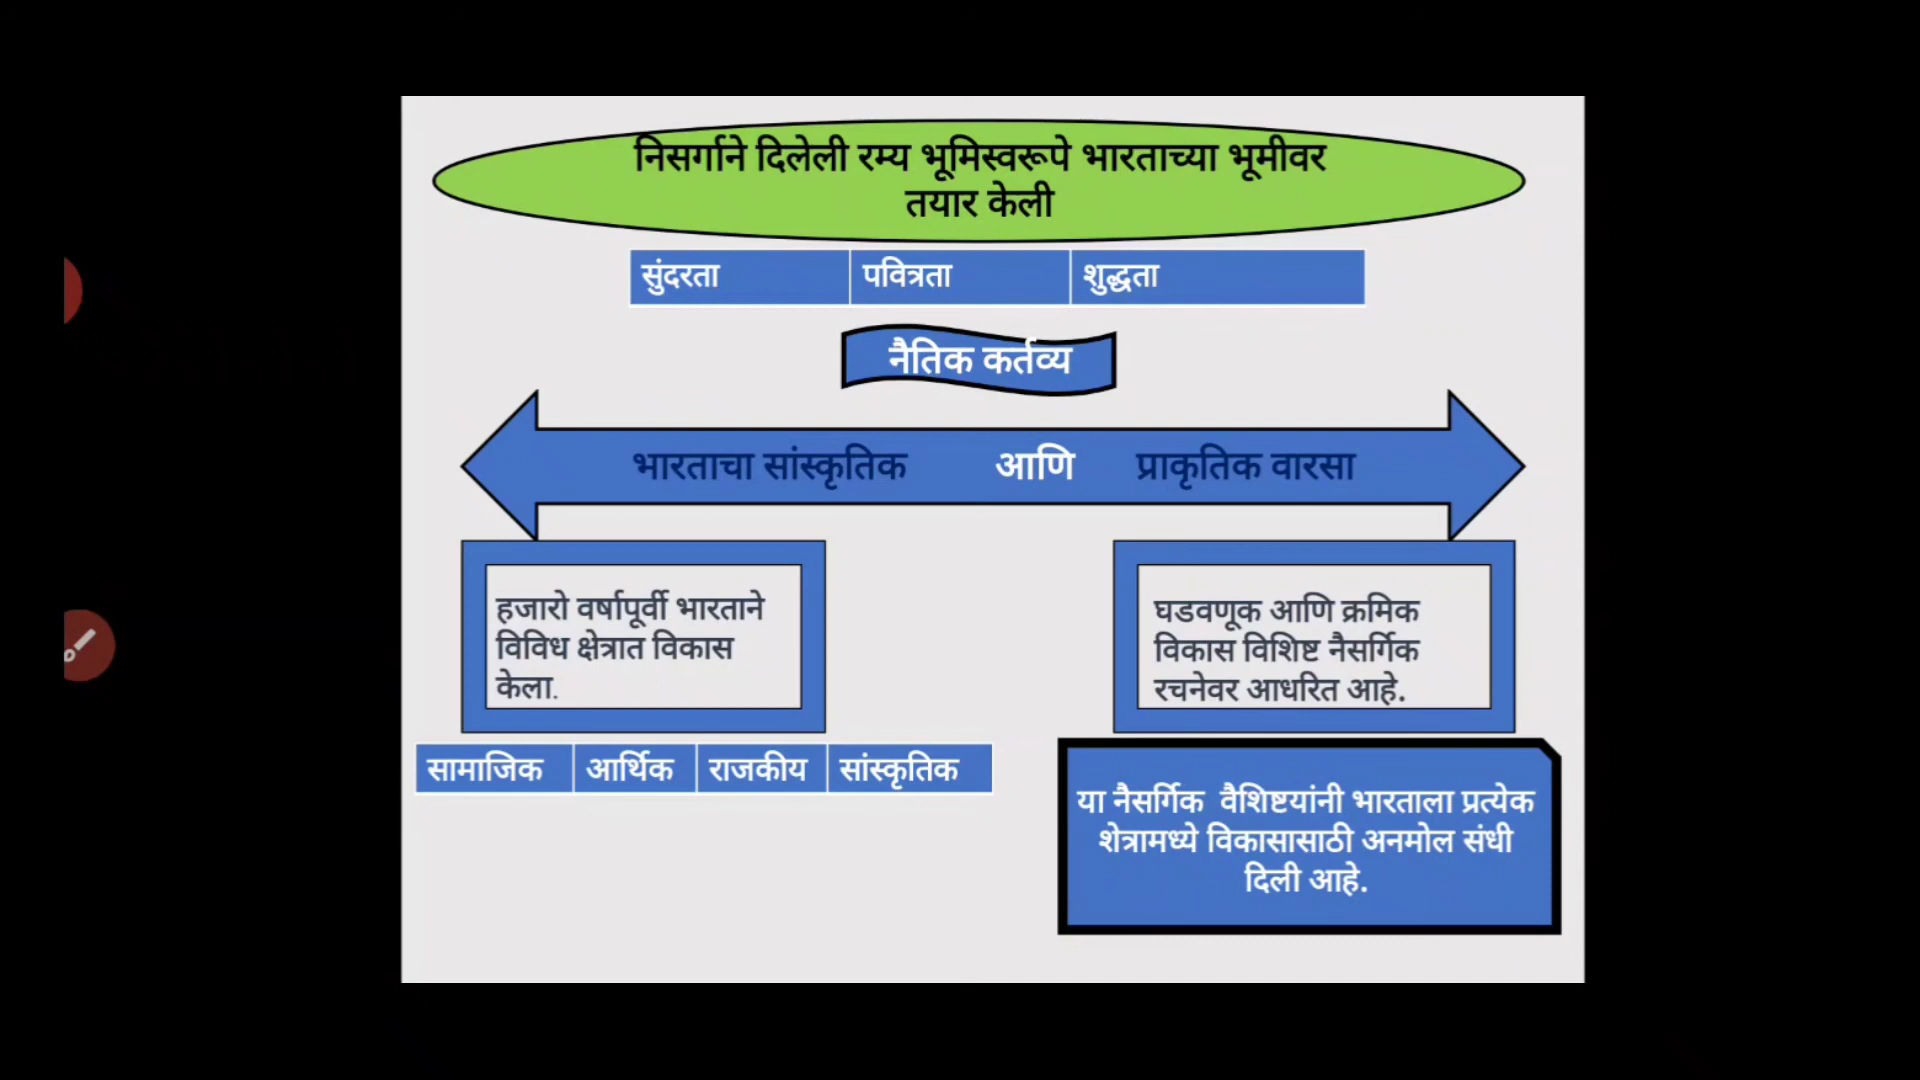 निसर्गाने दिलेली रम्य भूमिस्वरूपे भारताच्या भूमीवर
तयार केली
सुंदरता पवित्रता शुद्धता
नैतिक कर्तव्य
भारताचा सांस्कृतिक आणि प्राकृतिक वारसा
हजारो वर्षापूर्वी भारताने
विविध क्षेत्रात विकास
केला.
घडवणूक आणि क्रमिक
विकास विशिष्ट नैसर्गिक
रचनेवर आधरित आहे.
सामाजिक आर्थिक राजकीय सांस्कृतिक
या नैसर्गिक वैशिष्टयांनी भारताला प्रत्येक
शेत्रामध्ये विकासासाठी अनमोल संधी
दिली आहे.